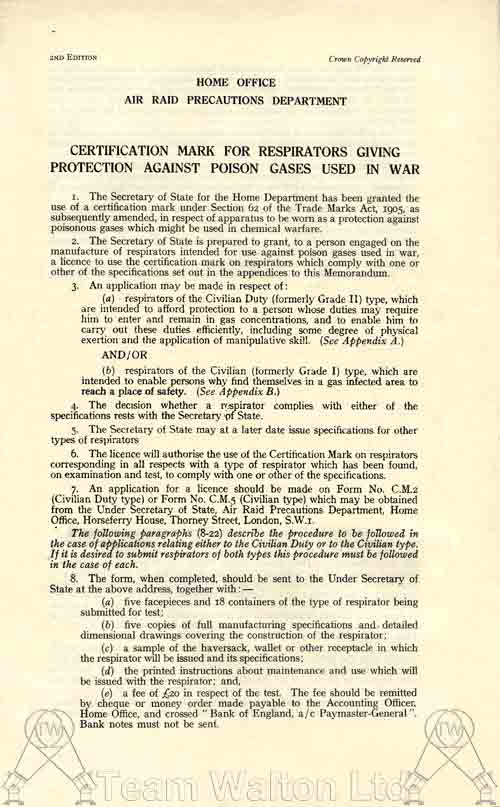 2ND EDITION Crown Copyright Reserved
HOME OFFICE
AIR RAID PRECAUTIONS DEPARTMENT
CERTIFICATION MARK FOR RESPIRATORS GIVING
PROTECTION AGAINST POISON GASES USED IN WAR
1. The Secretary of State for the Home Department has been granted the
use of a certification mark under Section 62 of the Trade Marks Act, 1905, as
subsequently amended, in respect of apparatus to be worn as a protection against
poisonous gases which might be used in chemical warfare.
2. The Secretary of State is prepared to grant, to a person engaged on the
manufacture of respirators intended for use against poison gases used in war,
a licence to use the certification mark on respirators which comply with one or
other of the specifications set out in the appendices to this Memorandum.
3. An application may be made in respect of:
(a) respirators of the Civilian Duty (formerly Grade II) type, which
are intended to afford protection to a person whose duties may require
him to enter and remain in gas concentrations, and to enable him to
carry out these duties efficiently, including some degree of physical
exertion and the application of manipulative skill. (See Appendix A.)
AND/OR
(b) respirators of the Civilian (formerly Grade I) type, which are
intended to enable persons why find themselves in a gas infected area to
reach a place of safety. (See Appendix B.)
4. The decision whether a respirator complies with either of the
specifications rests with the Secretary of State.
5. The Secretary of State may at a later date issue specifications for other
types of respirators
6. The licence will authorise the use of the Certification Mark on respirators
corresponding in all respects with a type of respirator which has been found,
on examination and test, to comply with one or other of the specifications.
7. An application for a licence should be made on Form No. C.M.2
(Civilian Duty type) or Form No. C.M.5 (Civilian type) which may be obtained
from the Under Secretary of State, Air Raid Precautions Department, Home
Office, Horseferry House, Thorney Street, London, S.W.1.
The following paragraphs (8-22) describe the procedure to be followed in
the case of applications relating either to the Civilian Duty or to the Civilian type.
If it is desired to submit respirators of both types this procedure must be followed
in the case of each.
8. The form, when completed, should be sent to the Under Secretary of
State at the above address, together with:—
(a) five facepieces and 18 containers of the type of respirator being
submitted for test;
(b) five copies of full manufacturing specifications and detailed
dimensional drawings covering the construction of the respirator;
(c) a sample of the haversack, wallet or other receptacle in which
the respirator will be issued and its specifications;
(d) the printed instructions about maintenance and use which will
be issued with the respirator; and,
(e) a fee of £20 in respect of the test. The fee should be remitted
by cheque or money order made payable to the Accounting Officer,
Home Office, and crossed "Bank of England, a/c Paymaster-General".
Bank notes must not be sent.
TW TW
Team Walton Ltd